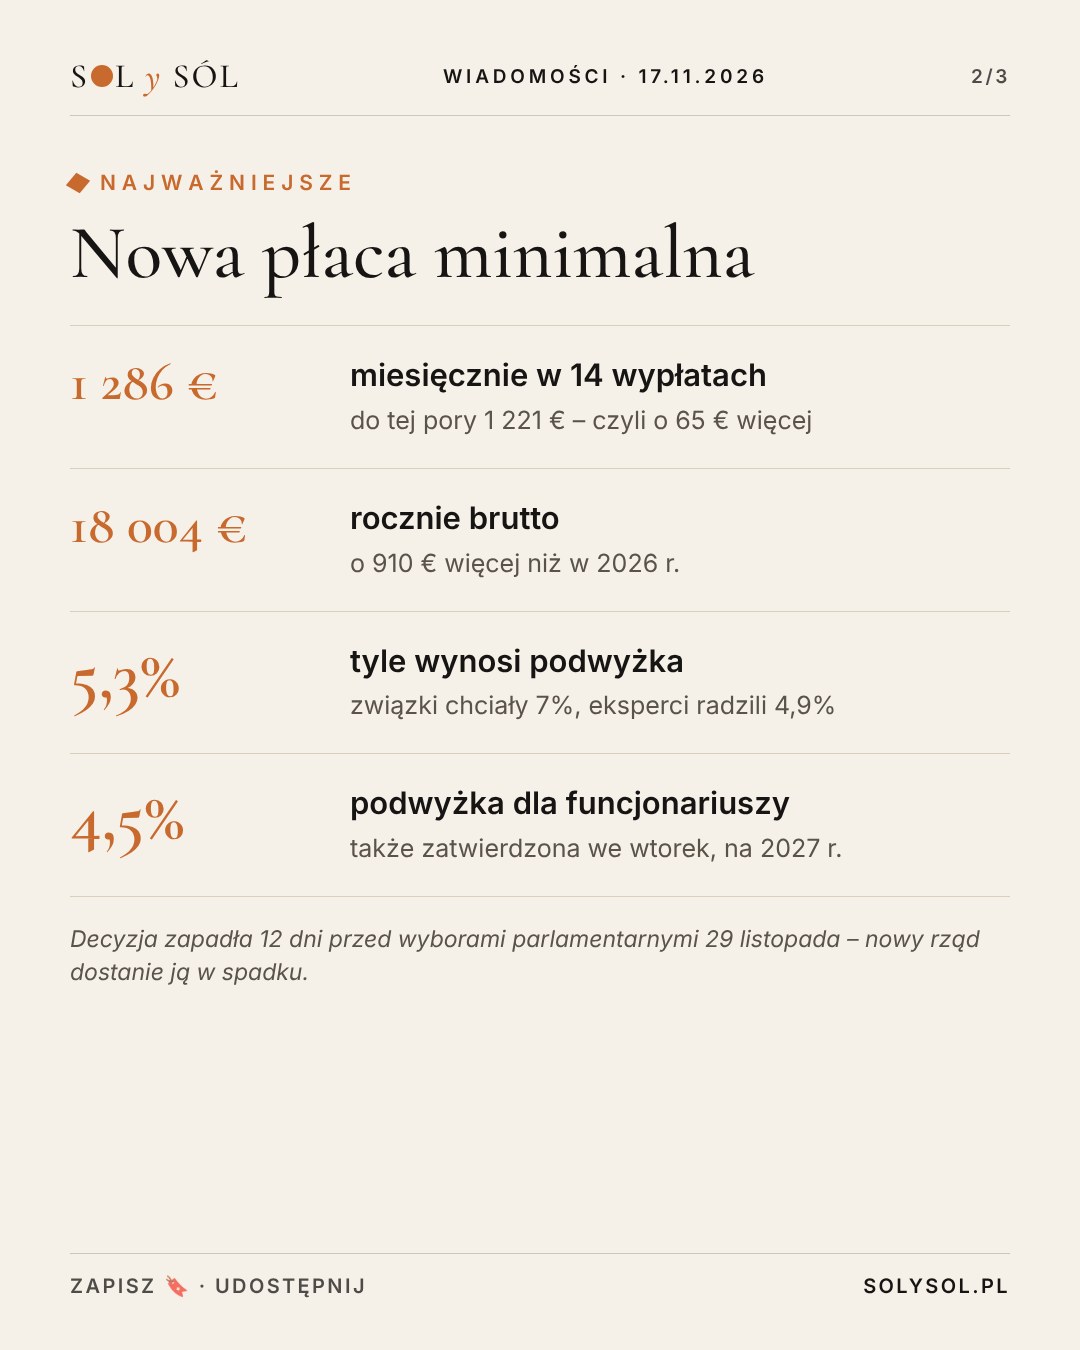 SOL y SÓL
WIADOMOŚCI · 17.11.2026
2/3
NAJWAŻNIEJSZE
Nowa płaca minimalna
1 286 €
miesięcznie w 14 wypłatach
do tej pory 1 221 € – czyli o 65 € więcej
18 004 €
rocznie brutto
o 910 € więcej niż w 2026 r.
5,3%
tyle wynosi podwyżka
związki chciały 7%, eksperci radzili 4,9%
4,5%
podwyżka dla funcjonariuszy
także zatwierdzona we wtorek, na 2027 r.
Decyzja zapadła 12 dni przed wyborami parlamentarnymi 29 listopada – nowy rząd
dostanie ją w spadku.
ZAPISZ 🔖 · UDOSTĘPNIJ
SOLYSOL.PL